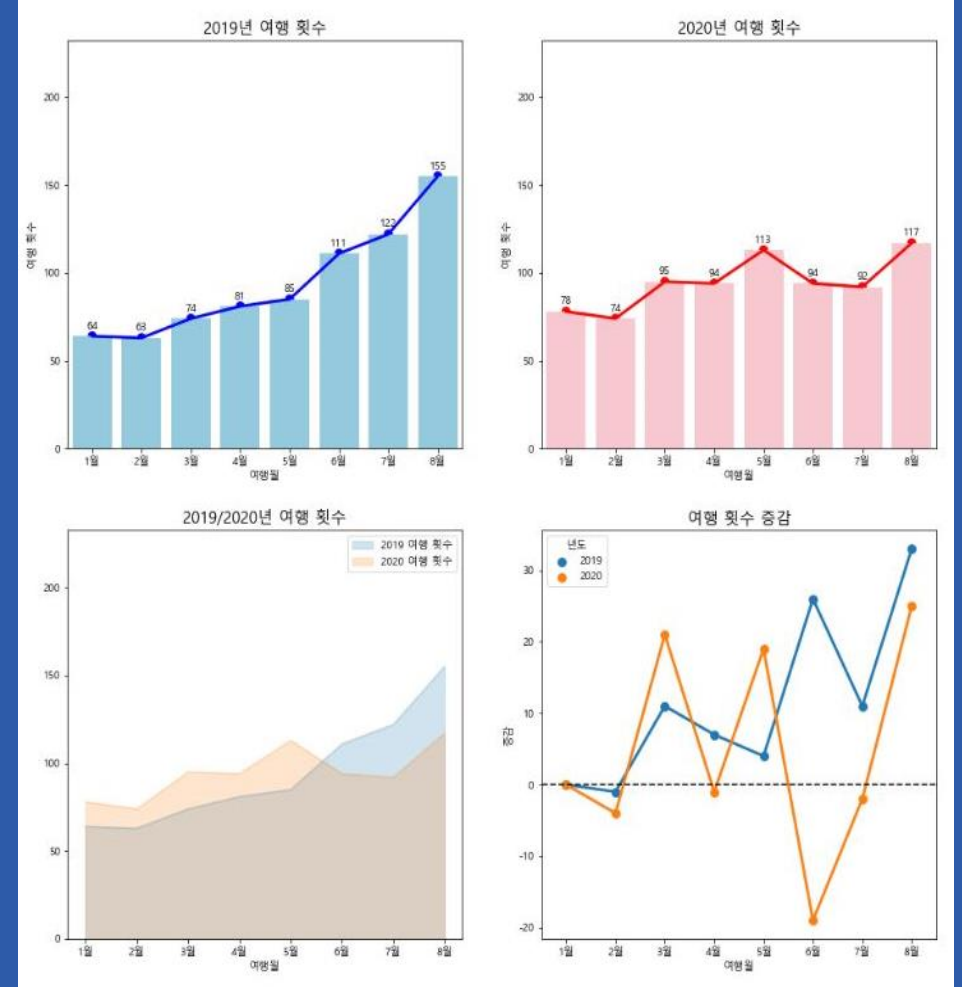 2019년 여행 횟수
200
150
100
50
0
여행 횟수
64
63
74
81
85
111
122
155
1월 2월 3월 4월 5월 6월 7월 8월
여행월
2020년 여행 횟수
200
150
100
50
0
여행 횟수
78
74
95
94
113
94
92
117
1월 2월 3월 4월 5월 6월 7월 8월
여행월
2019/2020년 여행 횟수
2019 여행 횟수
2020 여행 횟수
200
150
100
50
0
1월 2월 3월 4월 5월 6월 7월 8월
여행월
여행 횟수 증감
년도
2019
2020
30
20
10
0
-10
-20
증감
1월 2월 3월 4월 5월 6월 7월 8월
여행월